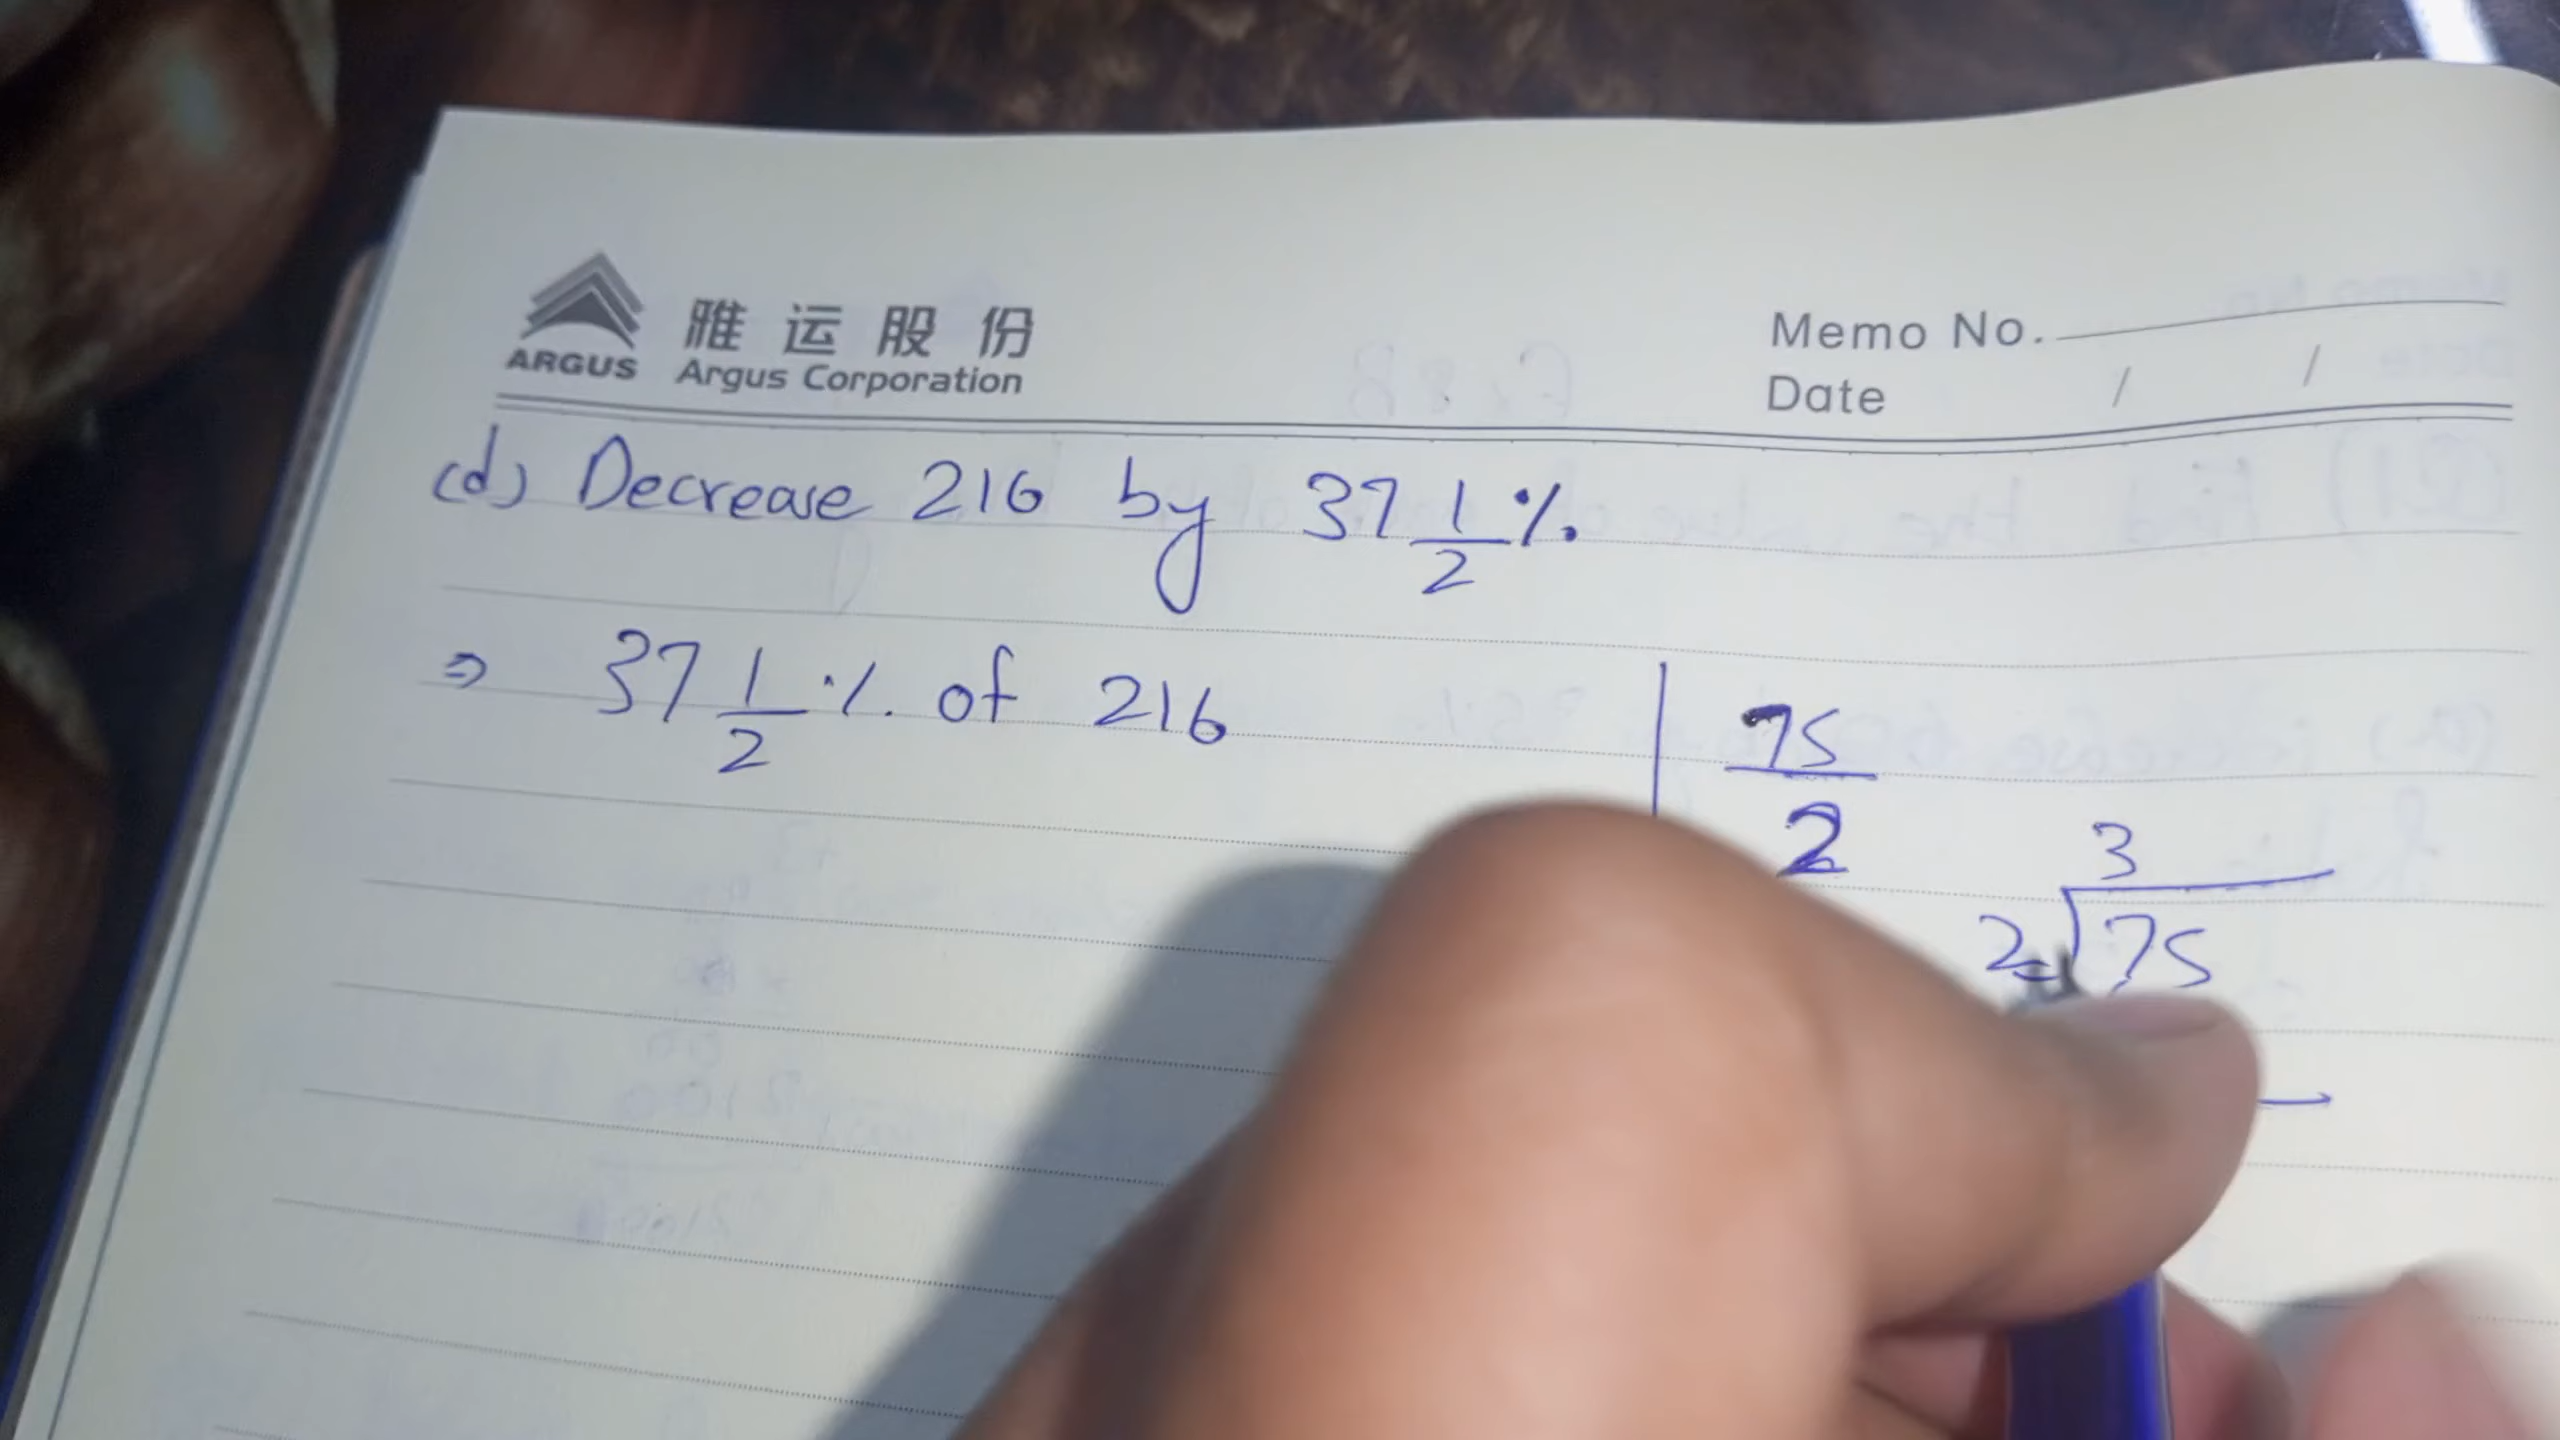 雅运股份
ARGUS Argus Corporation
Memo No.
Date / /
(d) Decrease 216 by 37 1/2 %.
⇒ 37 1/2 % of 216
75
2
3
2 75